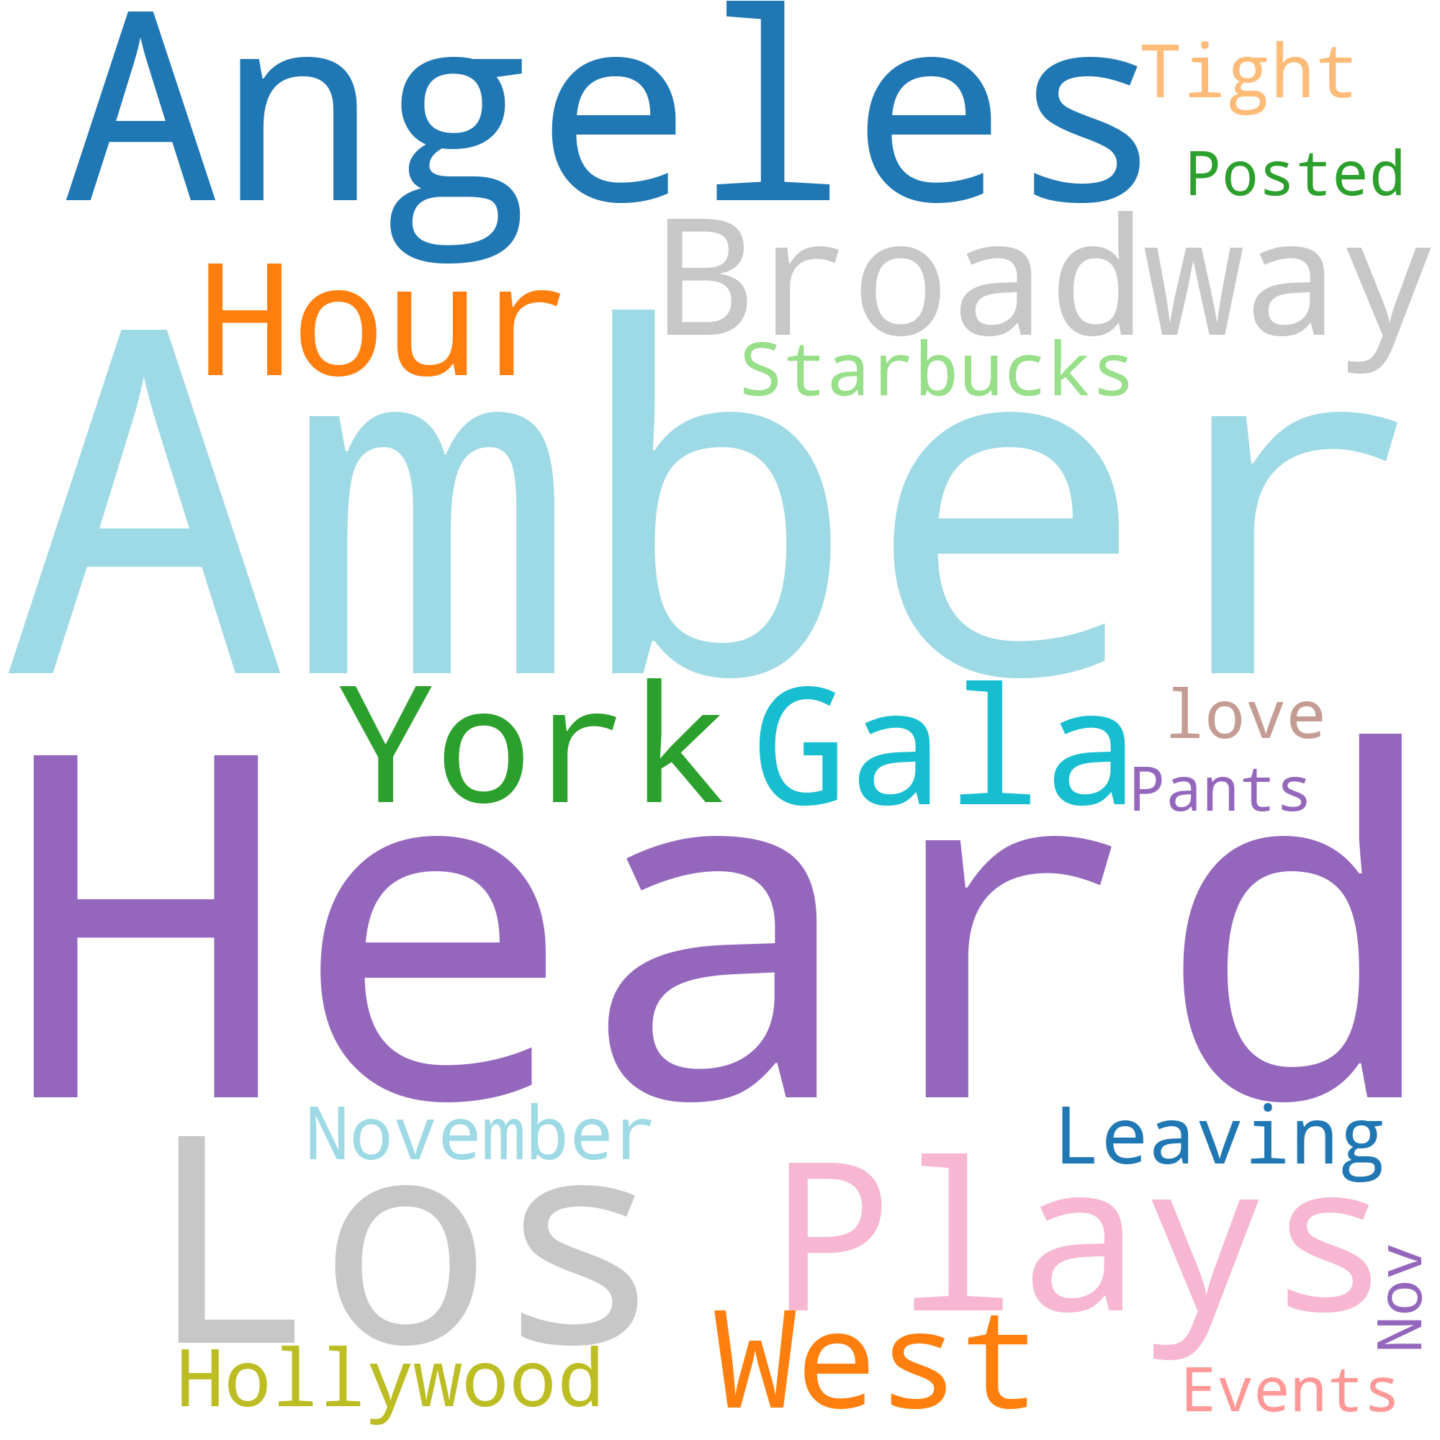 Angeles
Tight
Posted
Broadway
Hour
Starbucks
Amber
York
Gala
love
Pants
Heard
November
Leaving
Los
Plays
Nov
West
Hollywood
Events